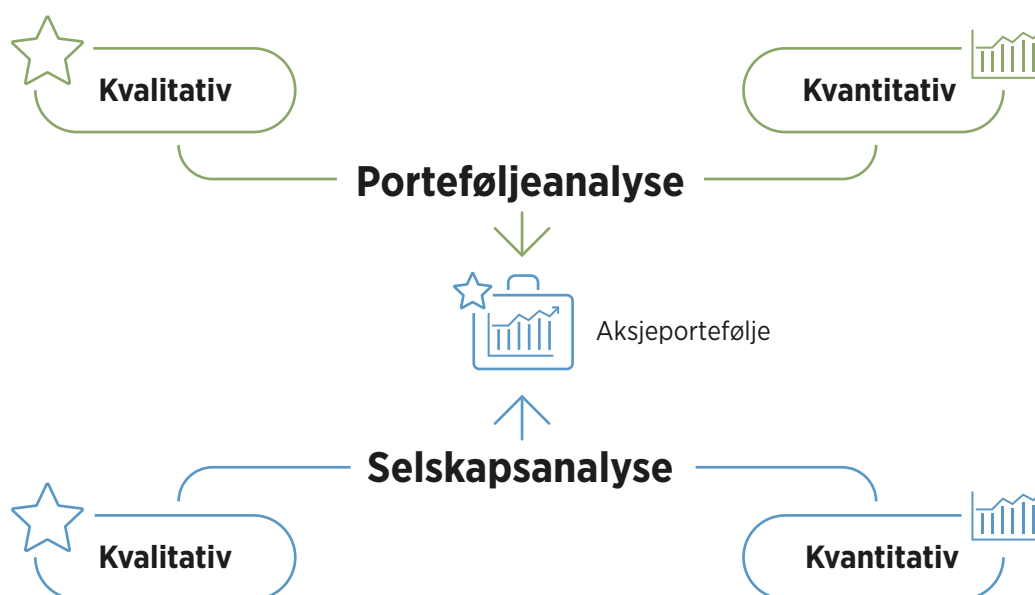 Kvalitativ
Kvantitativ
Porteføljeanalyse
Aksjeportefølje
Selskapsanalyse
Kvalitativ
Kvantitativ